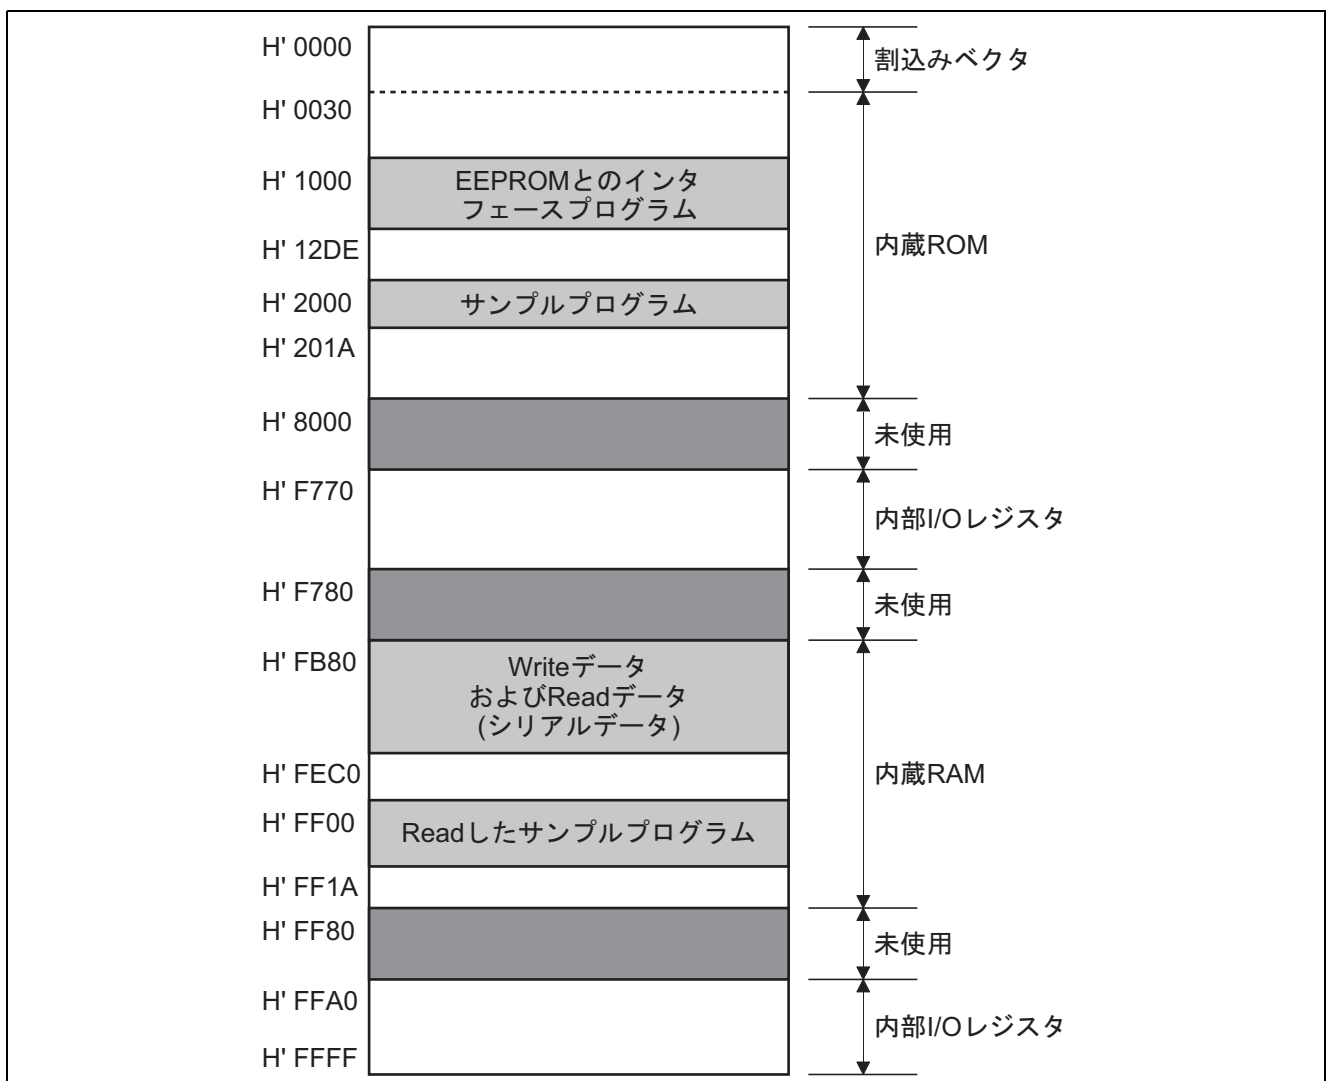 H' 0000
割込みベクタ
H' 0030
H' 1000
EEPROMとのインタ
フェースプログラム
H' 12DE
内蔵ROM
H' 2000
サンプルプログラム
H' 201A
H' 8000
未使用
H' F770
内部I/Oレジスタ
H' F780
未使用
H' FB80
Writeデータ
およびReadデータ
(シリアルデータ)
H' FEC0
内蔵RAM
H' FF00
Readしたサンプルプログラム
H' FF1A
H' FF80
未使用
H' FFA0
内部I/Oレジスタ
H' FFFF